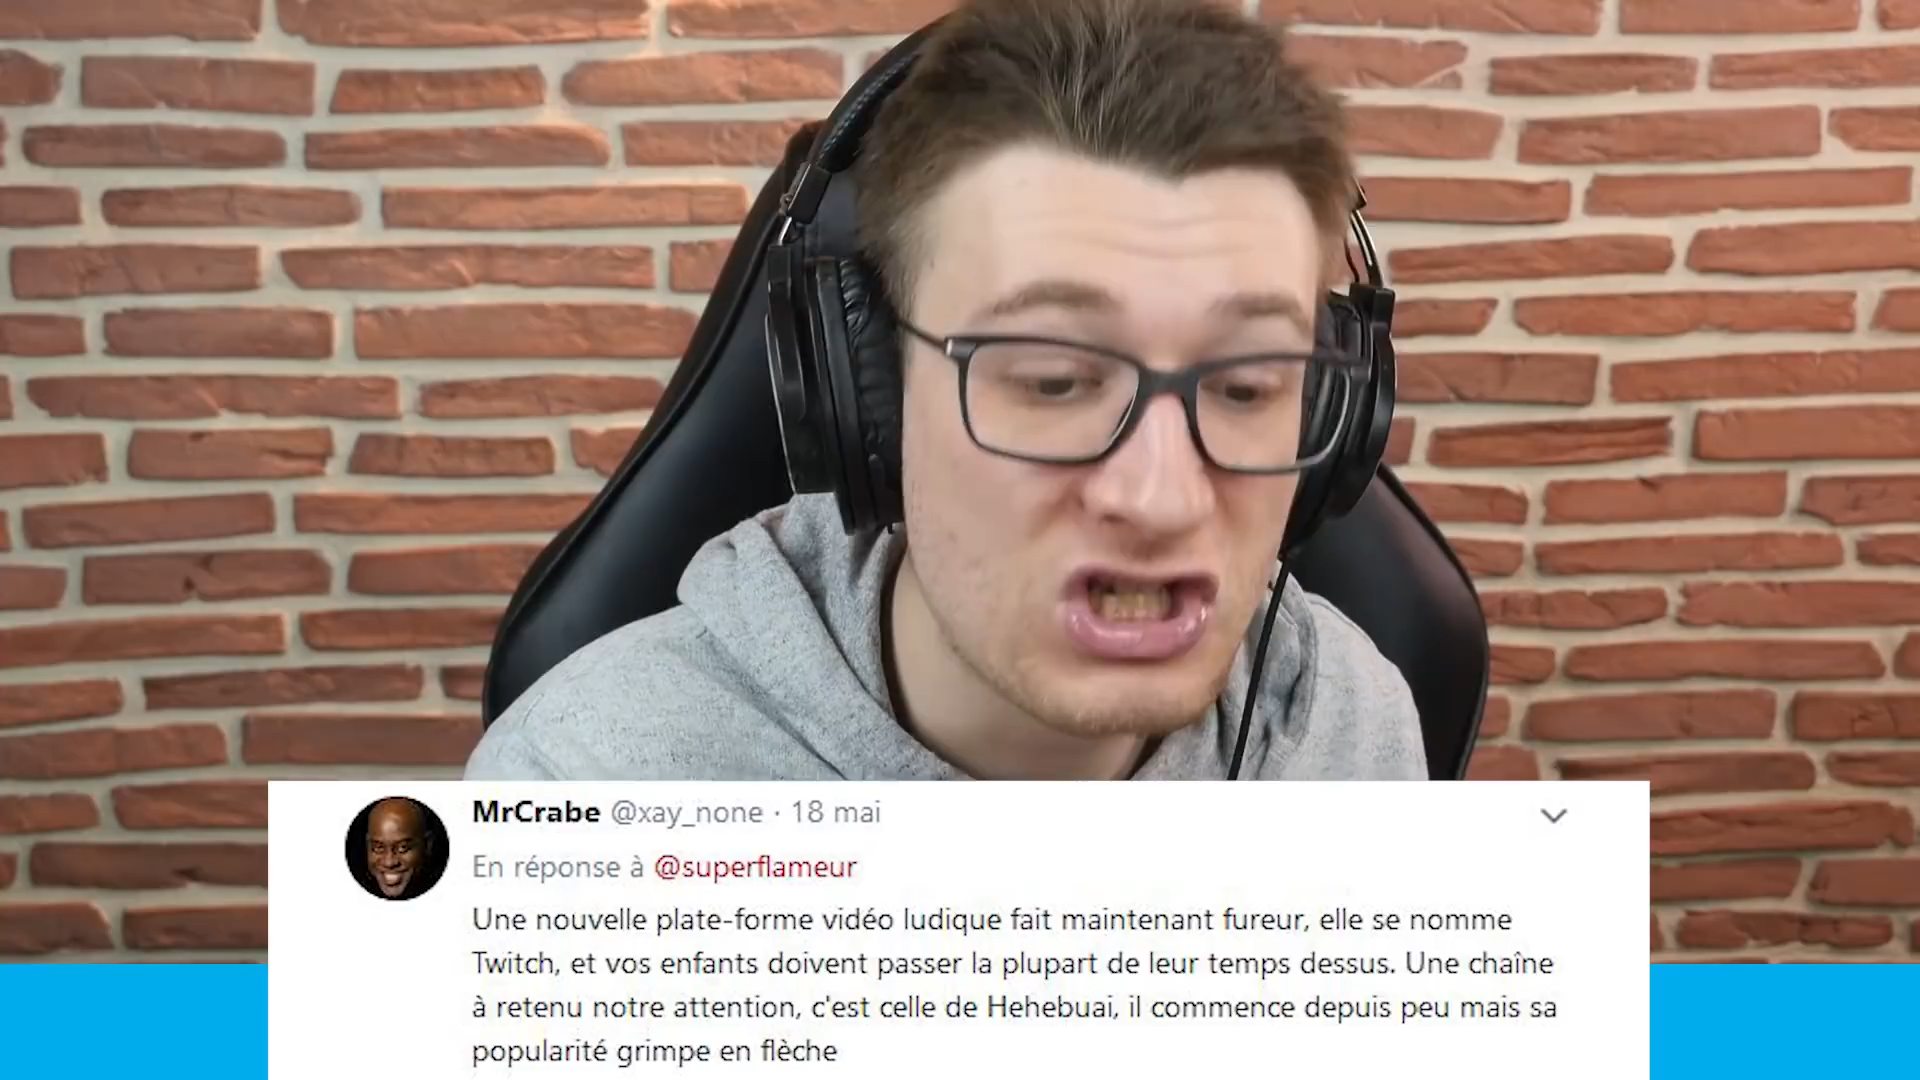 MrCrabe @xay_none · 18 mai
En réponse à @superflameur
Une nouvelle plate-forme vidéo ludique fait maintenant fureur, elle se nomme
Twitch, et vos enfants doivent passer la plupart de leur temps dessus. Une chaîne
à retenu notre attention, c'est celle de Hehebuai, il commence depuis peu mais sa
popularité grimpe en flèche